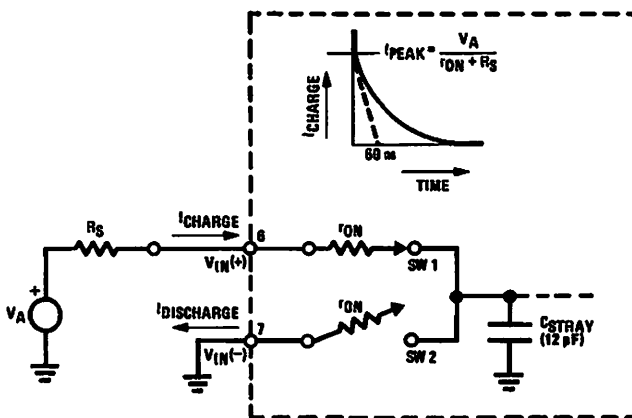 IPEAK = VA
rON + RS
ICHARGE
60 ns
TIME
RS
ICHARGE
6
rON
VIN(+)
SW 1
+
VA
IDISCHARGE
7
rON
VIN(−)
SW 2
CSTRAY
(12 pF)